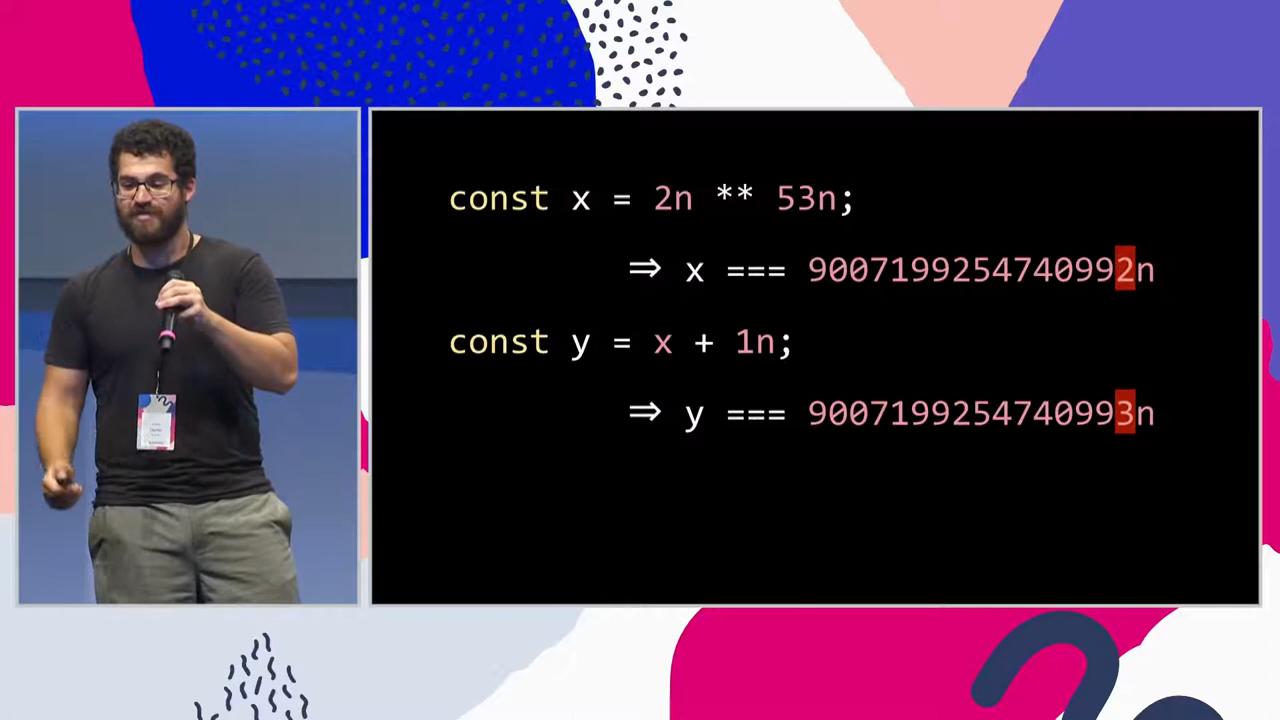 const x = 2n ** 53n;
⇒ x === 9007199254740992n
const y = x + 1n;
⇒ y === 9007199254740993n